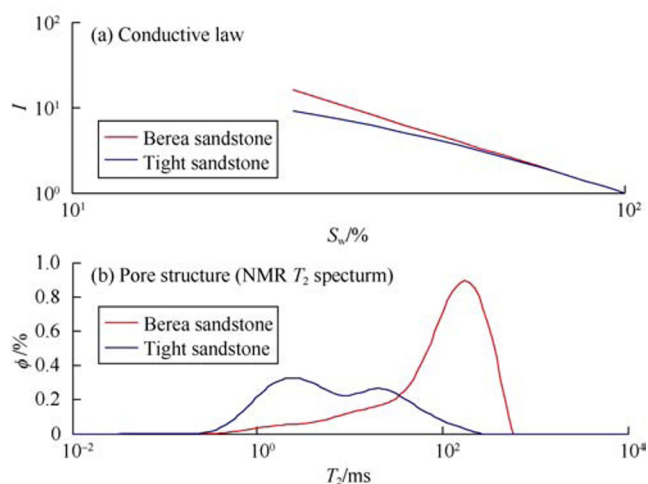 (a) Conductive law
10²
I
10¹
Berea sandstone
Tight sandstone
10⁰
10¹
10²
S_w/%
(b) Pore structure (NMR T₂ specturm)
1.0
0.8
Berea sandstone
Tight sandstone
0.6
ϕ/%
0.4
0.2
0
10⁻²
10⁰
10²
10⁴
T₂/ms